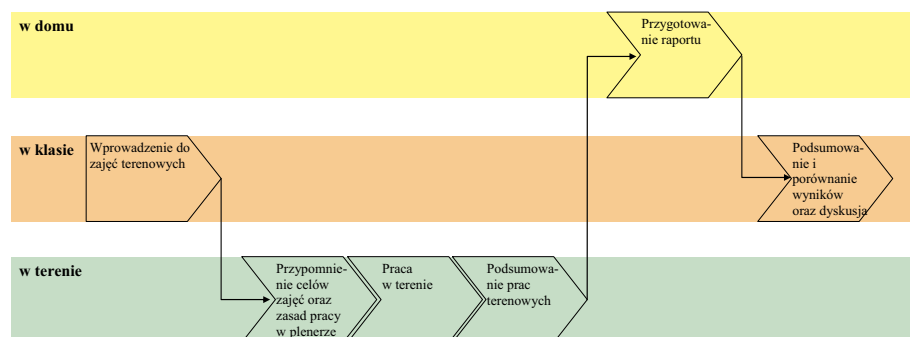 w domu
Przygotowa-
nie raportu
w klasie
Wprowadzenie do
zajęć terenowych
Podsumowa-
nie i
porównanie
wyników
oraz dyskusja
w terenie
Przypomnie-
nie celów
zajęć oraz
zasad pracy
w plenerze
Praca
w terenie
Podsumowa-
nie prac
terenowych